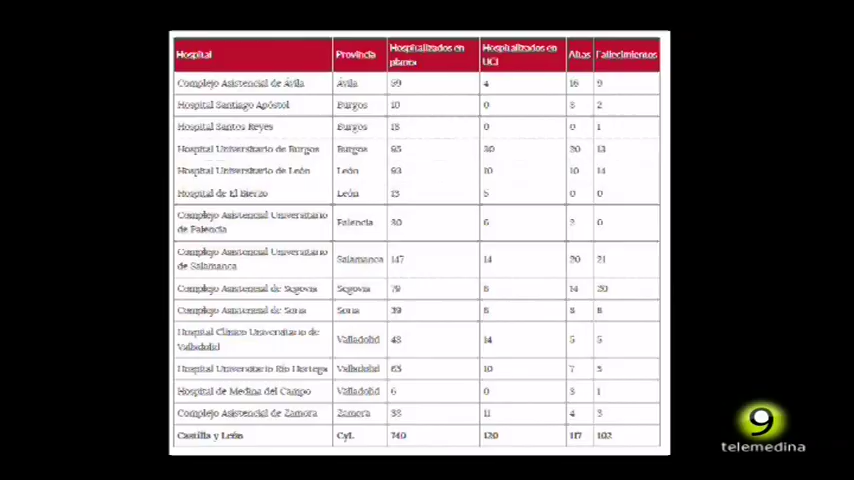 Hospital Provincia Hospitalizados en planta Hospitalizados en UCI Altas Fallecimientos
Complejo Asistencial de Ávila Ávila 59 4 9
Hospital Santiago Apóstol Burgos 10 0 2
Hospital Santos Reyes Burgos 18 0 0 1
Hospital Universitario de Burgos Burgos 95 30 20 13
Hospital Universitario de León León 93 10 10 14
Hospital de El Bierzo León 13 5 0 0
Complejo Asistencial Universitario
de Palencia Palencia 30 6 2 0
Complejo Asistencial Universitario
de Salamanca Salamanca 147 14 20 21
Complejo Asistencial de Segovia Segovia 79 8 14 20
Complejo Asistencial de Soria Soria 39 8 8 8
Hospital Clínico Universitario de
Valladolid Valladolid 48 14 5 5
Hospital Universitario Río Hortega Valladolid 65 10 7 5
Hospital de Medina del Campo Valladolid 6 0 1
Complejo Asistencial de Zamora Zamora 38 11 4 3
Castilla y León CyL 740 120 117 102
9
telemedina